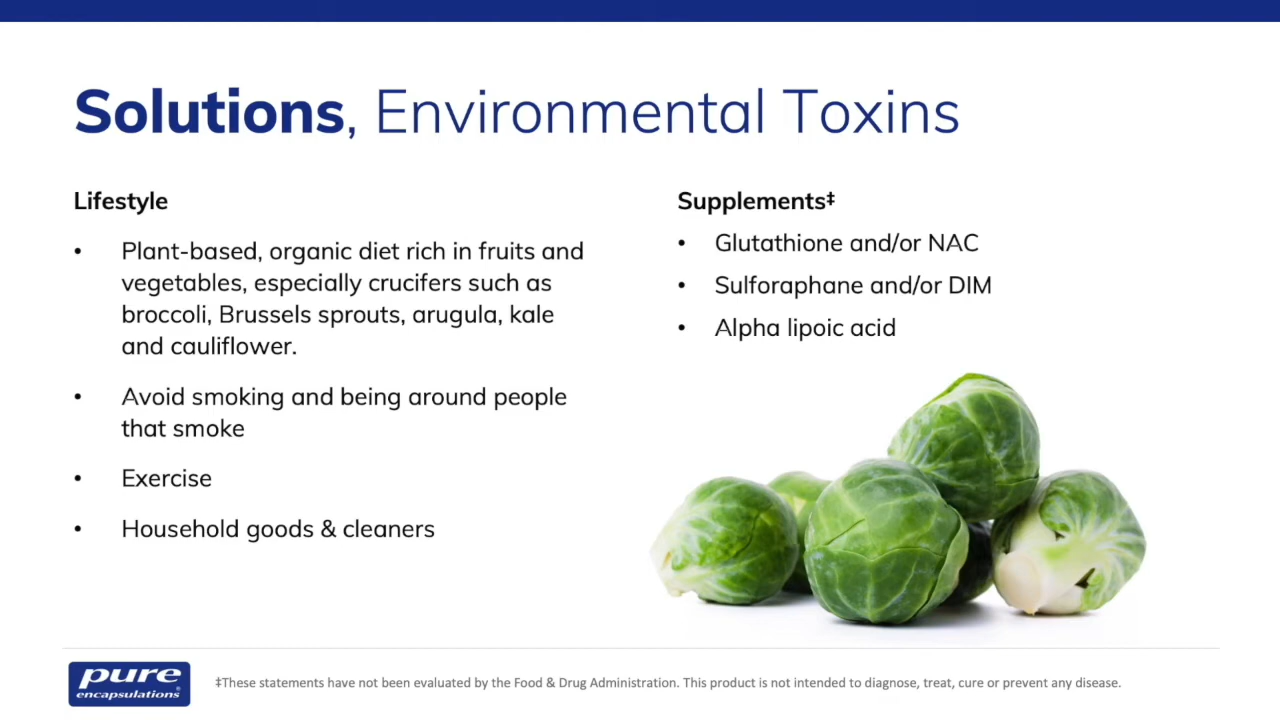 Solutions, Environmental Toxins
Lifestyle
• Plant-based, organic diet rich in fruits and
vegetables, especially crucifers such as
broccoli, Brussels sprouts, arugula, kale
and cauliflower.
• Avoid smoking and being around people
that smoke
• Exercise
• Household goods & cleaners
Supplements‡
• Glutathione and/or NAC
• Sulforaphane and/or DIM
• Alpha lipoic acid
pure
encapsulations®
‡These statements have not been evaluated by the Food & Drug Administration. This product is not intended to diagnose, treat, cure or prevent any disease.